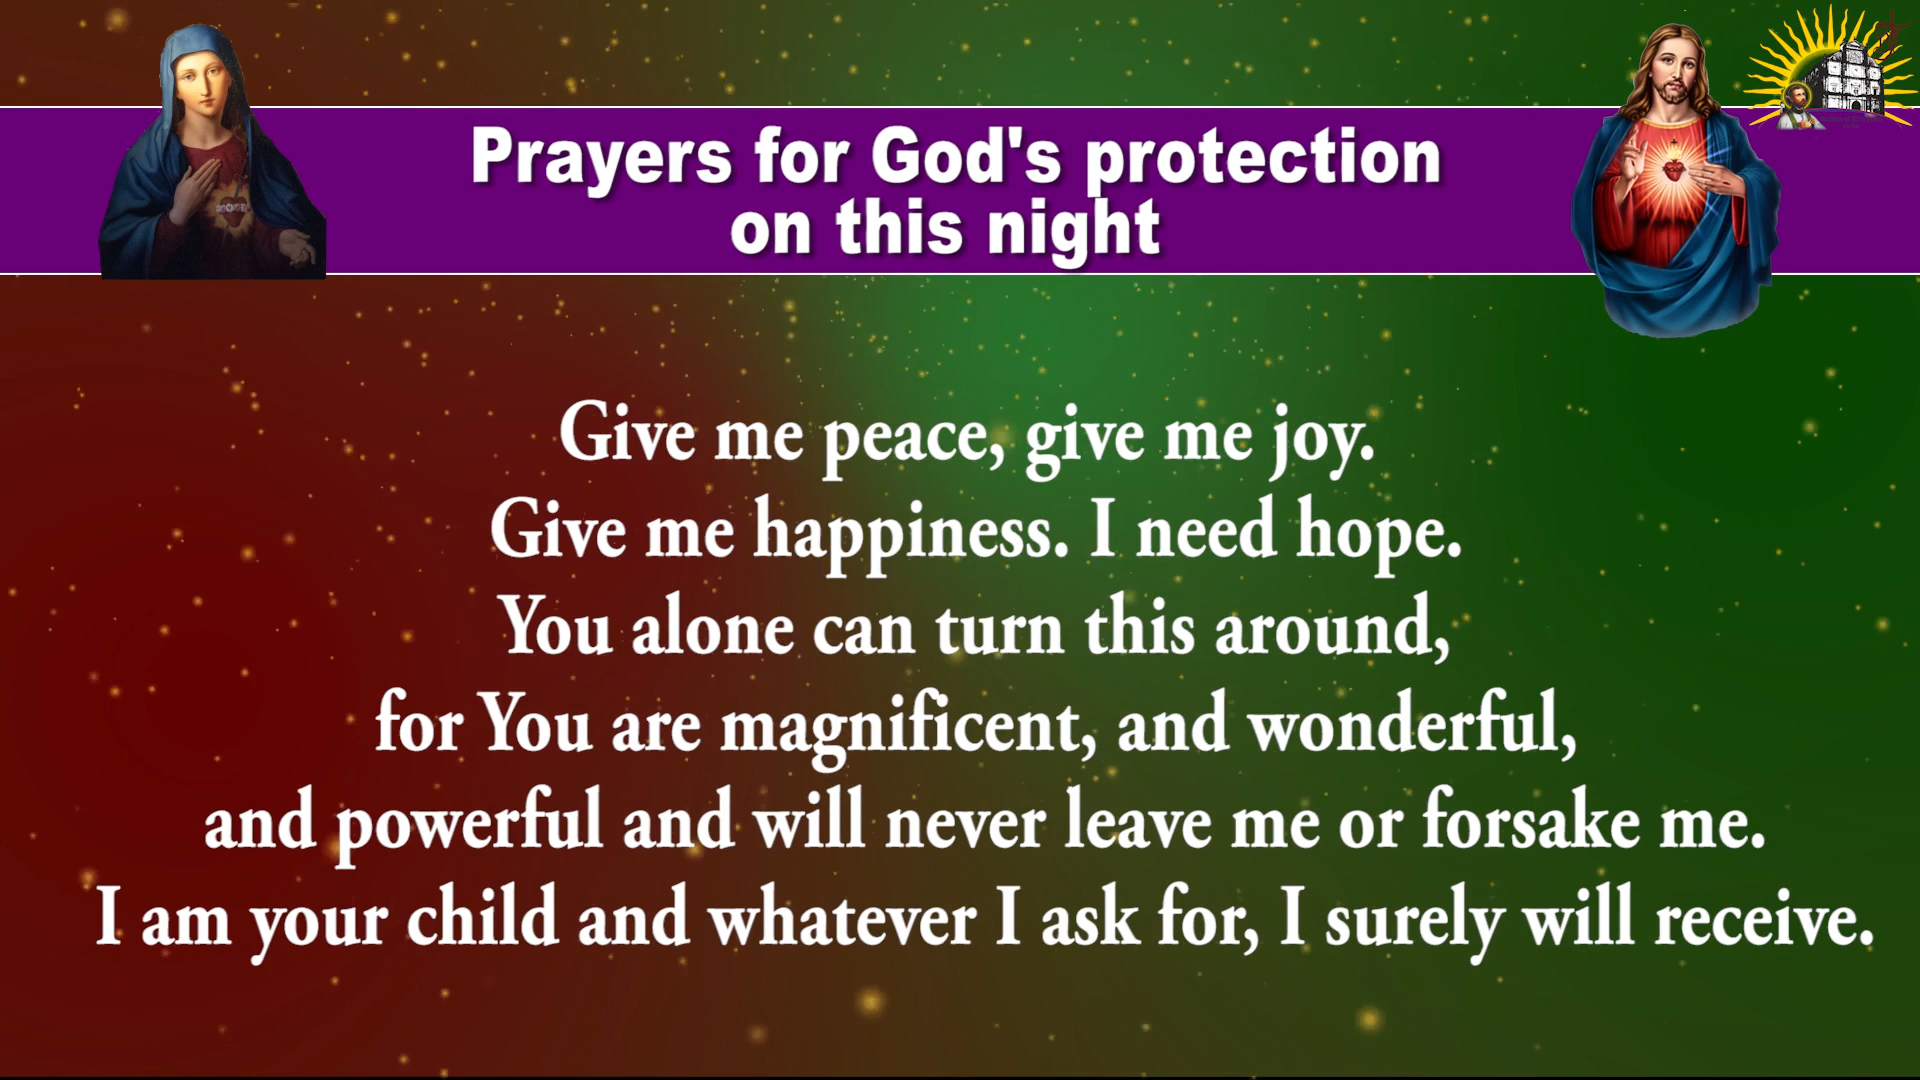 Prayers for God's protection
on this night
Give me peace, give me joy.
Give me happiness. I need hope.
You alone can turn this around,
for You are magnificent, and wonderful,
and powerful and will never leave me or forsake me.
I am your child and whatever I ask for, I surely will receive.